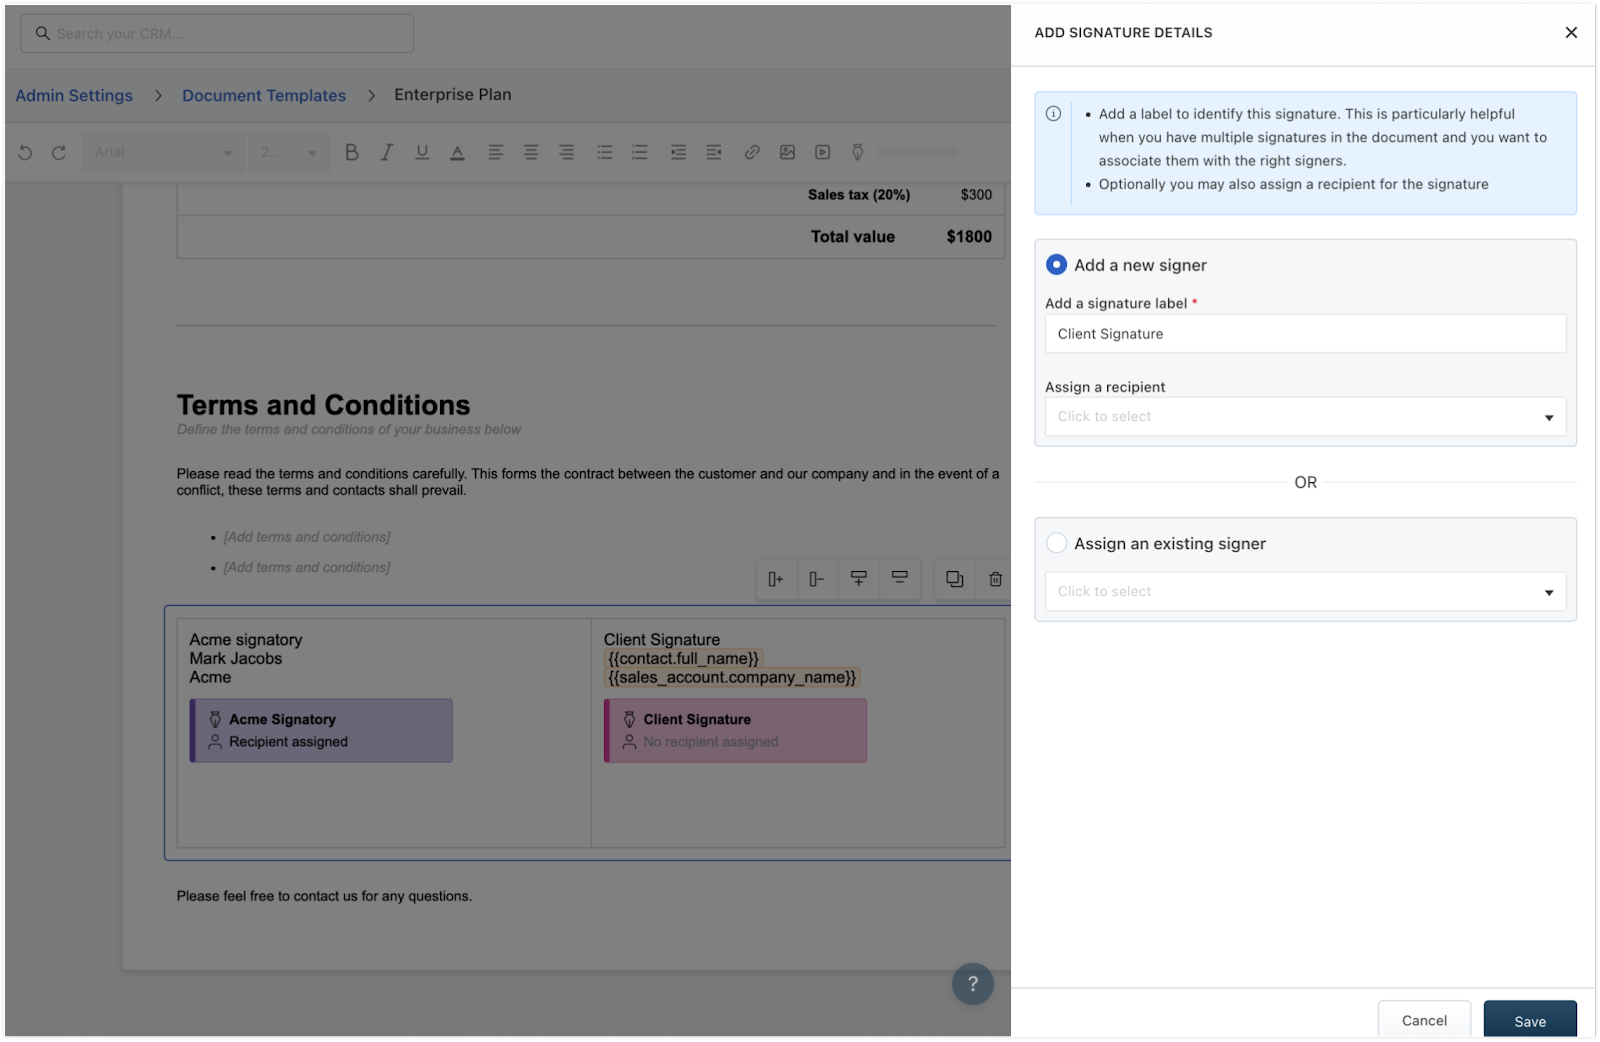 Search your CRM...
Admin Settings > Document Templates > Enterprise Plan
Arial 2..
Sales tax (20%) $300
Total value $1800
Terms and Conditions
Define the terms and conditions of your business below
Please read the terms and conditions carefully. This forms the contract between the customer and our company and in the event of a
conflict, these terms and contacts shall prevail.
• [Add terms and conditions]
• [Add terms and conditions]
Acme signatory
Mark Jacobs
Acme
Acme Signatory
Recipient assigned
Client Signature
{{contact.full_name}}
{{sales_account.company_name}}
Client Signature
No recipient assigned
Please feel free to contact us for any questions.
?
ADD SIGNATURE DETAILS
• Add a label to identify this signature. This is particularly helpful
when you have multiple signatures in the document and you want to
associate them with the right signers.
• Optionally you may also assign a recipient for the signature
Add a new signer
Add a signature label *
Client Signature
Assign a recipient
Click to select
OR
Assign an existing signer
Click to select
Cancel
Save